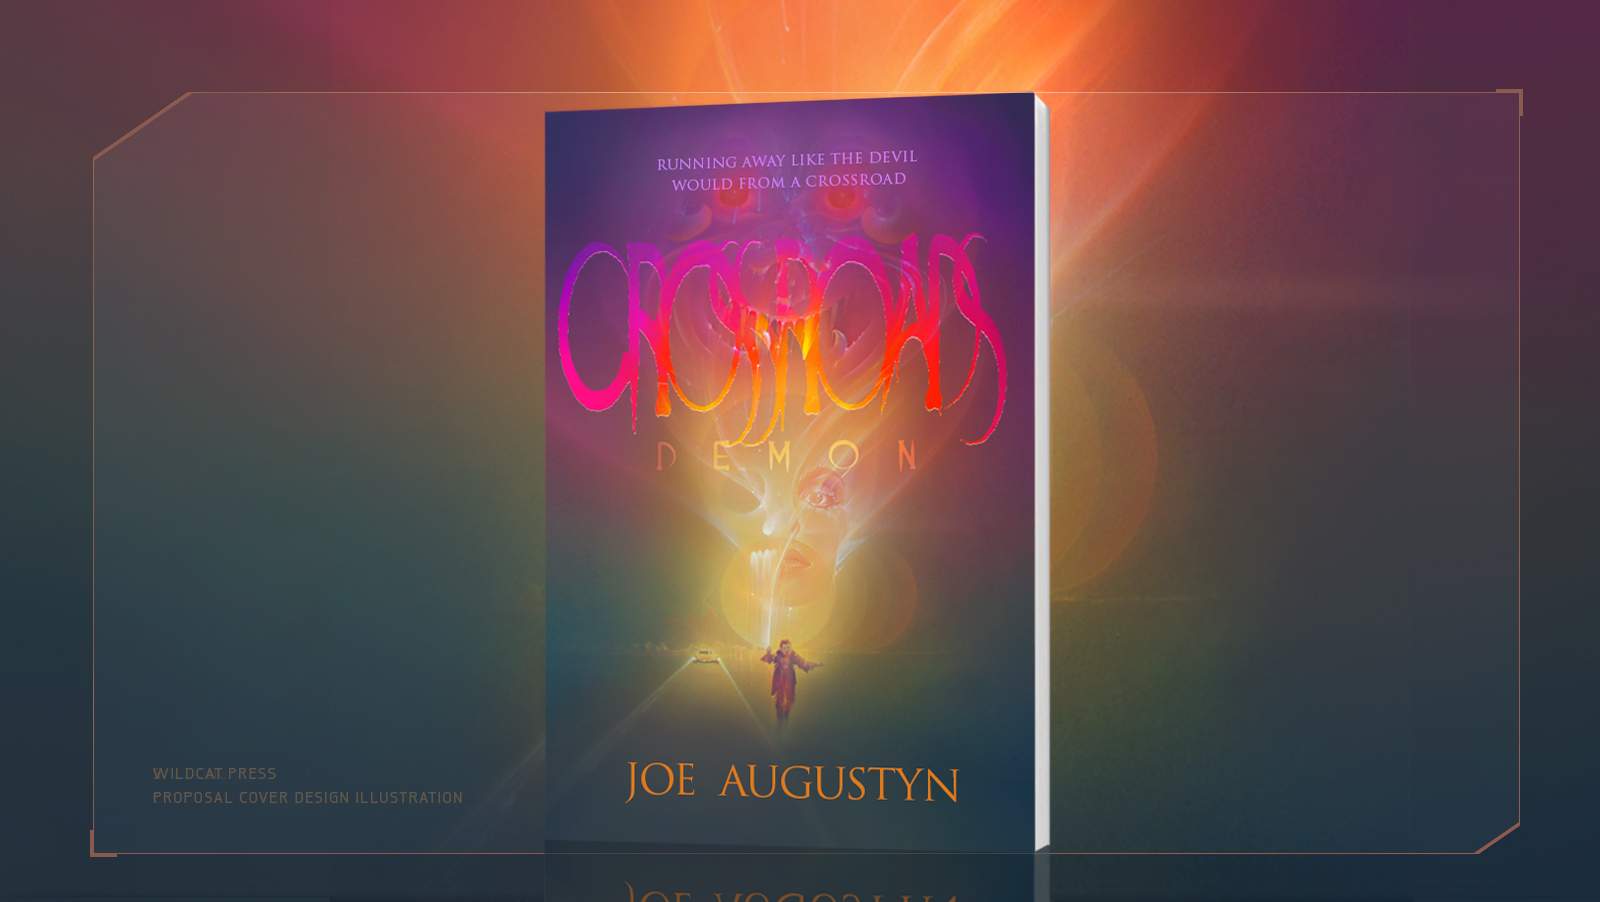 RUNNING AWAY LIKE THE DEVIL
WOULD FROM A CROSSROAD
CROSSROADS
DEMON
JOE AUGUSTYN
WILDCAT PRESS
PROPOSAL COVER DESIGN ILLUSTRATION